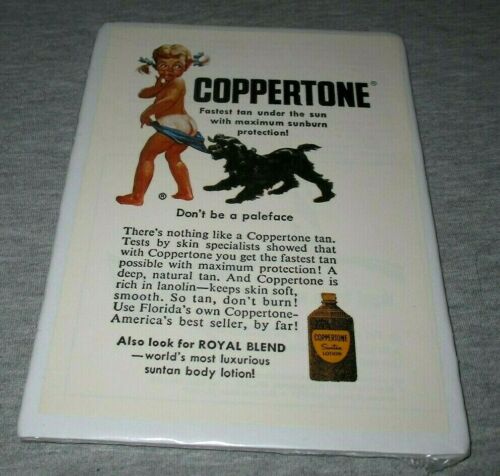 COPPERTONE®
Fastest tan under the sun
with maximum sunburn
protection!
®
Don't be a paleface
There's nothing like a Coppertone tan.
Tests by skin specialists showed that
with Coppertone you get the fastest tan
possible with maximum protection! A
deep, natural tan. And Coppertone is
rich in lanolin—keeps skin soft,
smooth. So tan, don't burn!
Use Florida's own Coppertone-
America's best seller, by far!
Also look for ROYAL BLEND
—world's most luxurious
suntan body lotion!
COPPERTONE
Suntan
LOTION